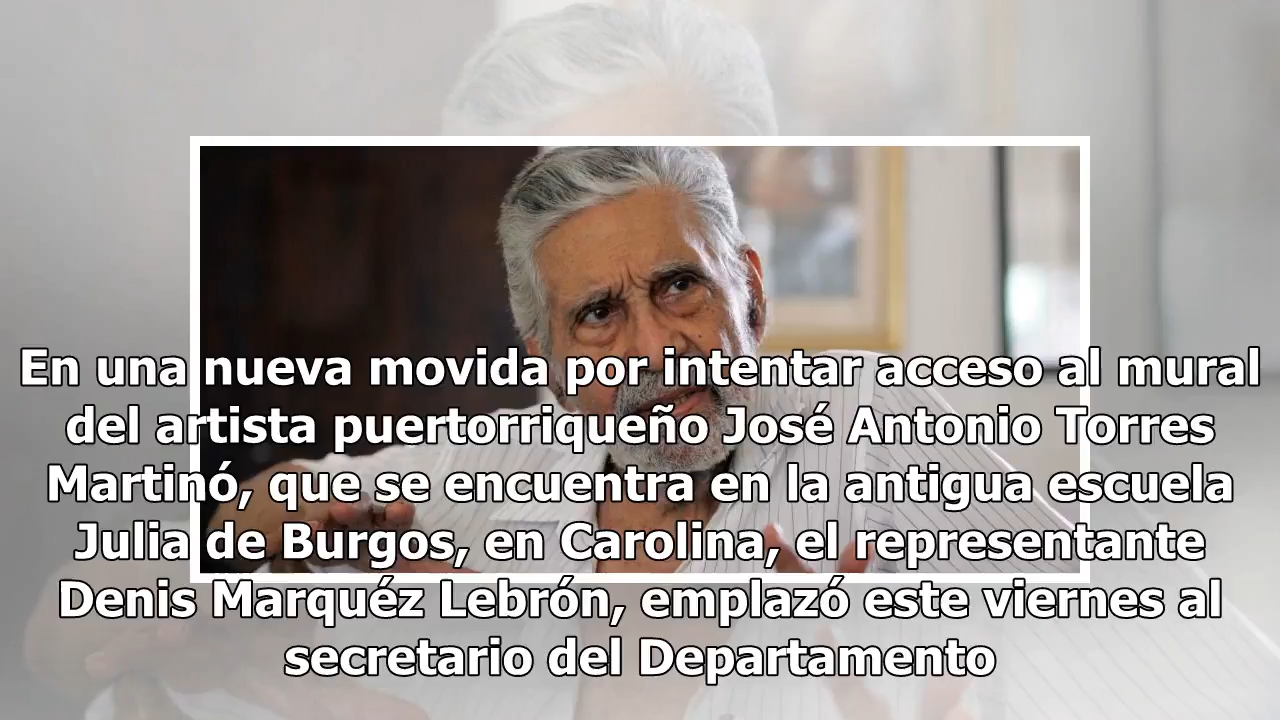 En una nueva movida por intentar acceso al mural
del artista puertorriqueño José Antonio Torres
Martinó, que se encuentra en la antigua escuela
Julia de Burgos, en Carolina, el representante
Denis Marquéz Lebrón, emplazó este viernes al
secretario del Departamento